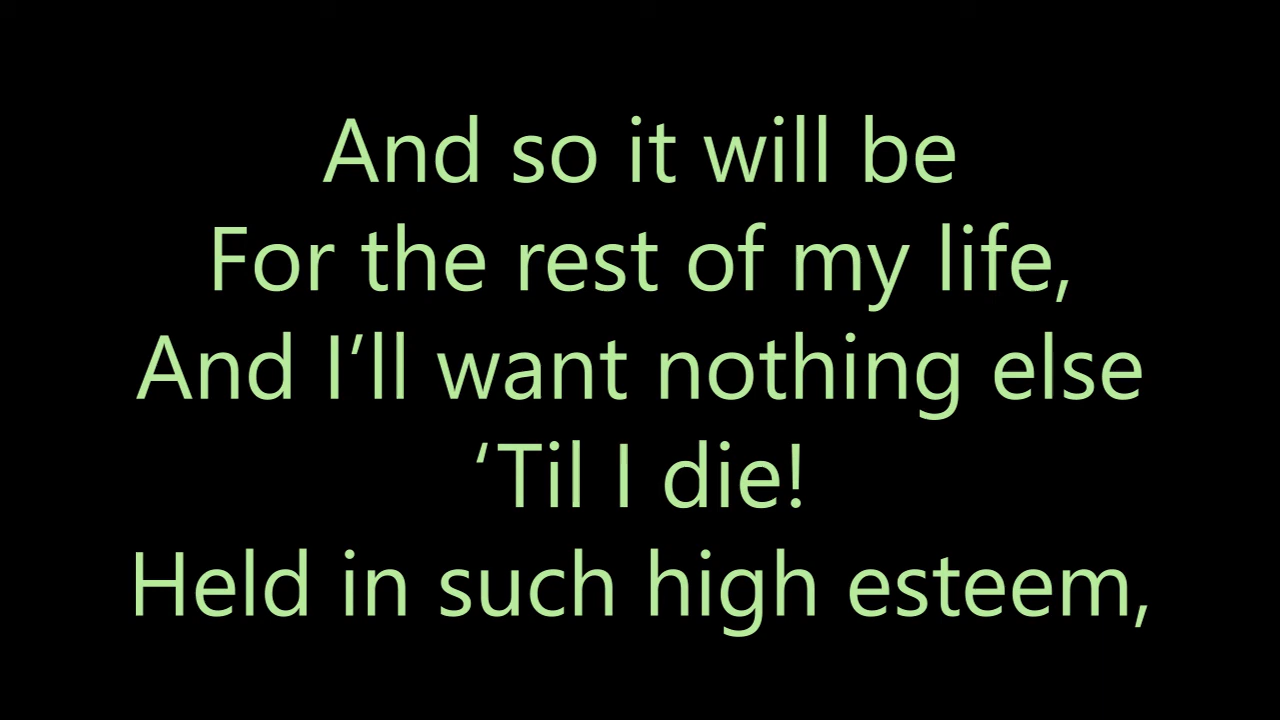 And so it will be
For the rest of my life,
And I’ll want nothing else
‘Til I die!
Held in such high esteem,